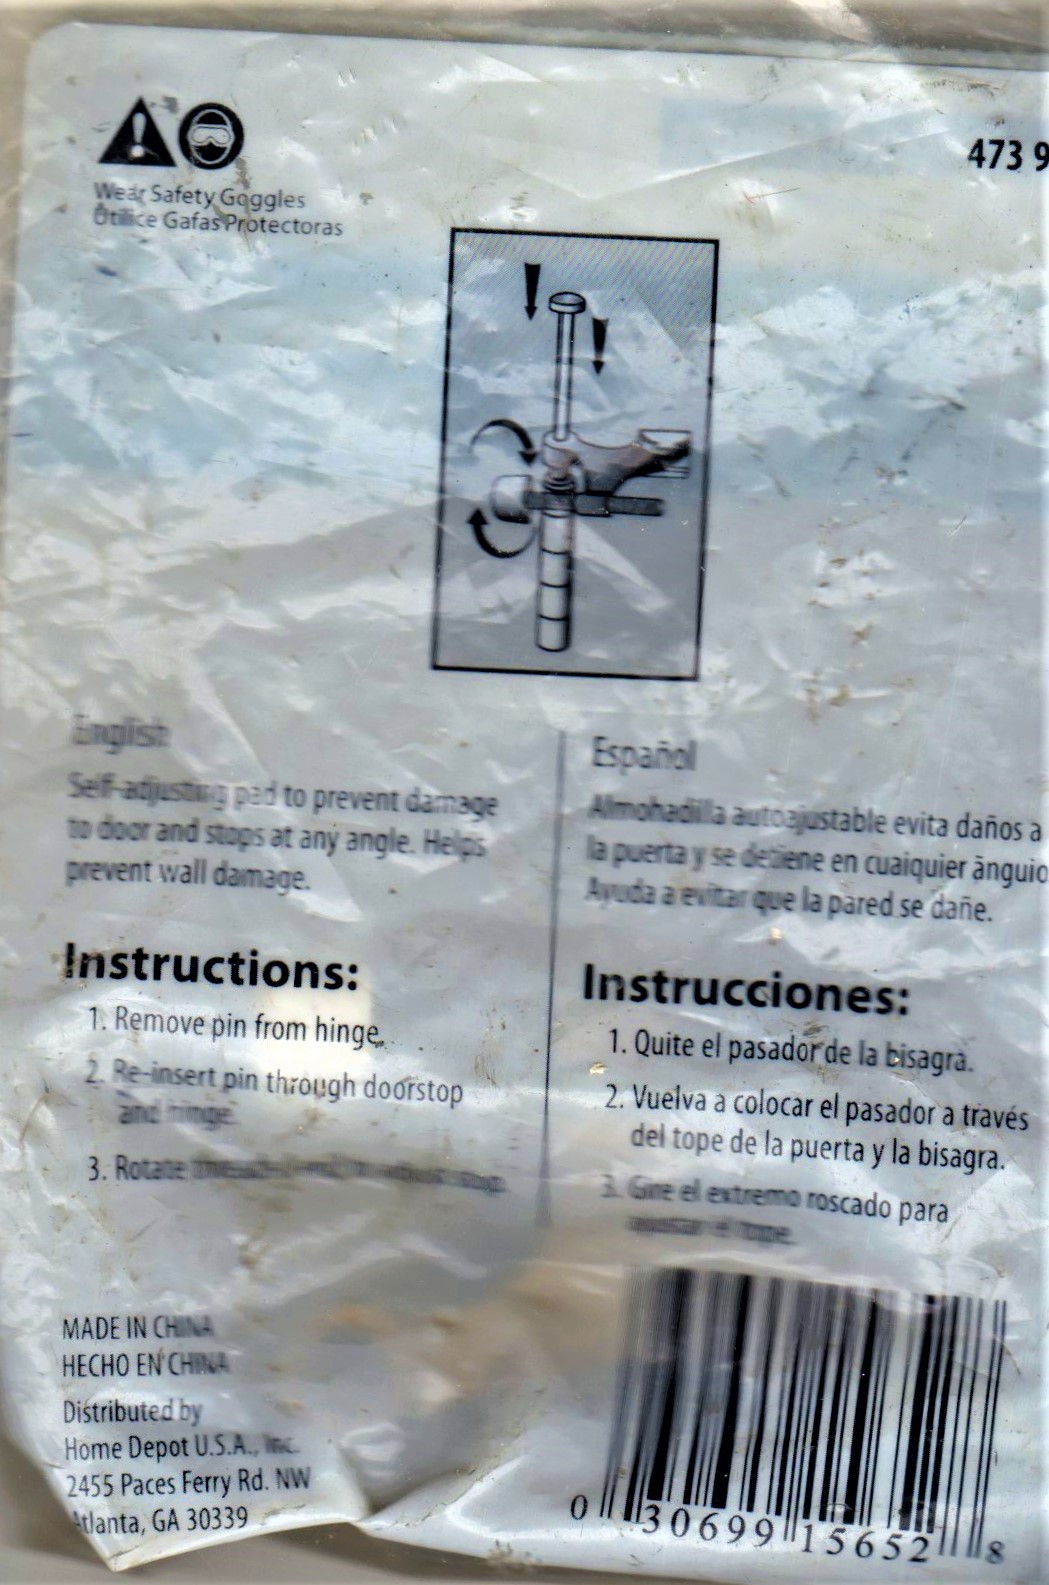 Wear Safety Goggles
Utilice Gafas Protectoras
473 9
English
Self-adjusting pad to prevent damage
to door and stops at any angle. Helps
prevent wall damage.
Instructions:
1. Remove pin from hinge.
2. Re-insert pin through doorstop
and hinge.
3. Rotate stop.
Español
Almohadilla autoajustable evita daños a
la puerta y se detiene en cualquier ángulo
Ayuda a evitar que la pared se dañe.
Instrucciones:
1. Quite el pasador de la bisagra.
2. Vuelva a colocar el pasador a través
del tope de la puerta y la bisagra.
3. Gire el extremo roscado para
ajustar el tope.
MADE IN CHINA
HECHO EN CHINA
Distributed by
Home Depot U.S.A., Inc.
2455 Paces Ferry Rd. NW
Atlanta, GA 30339
0 30699 15652 8